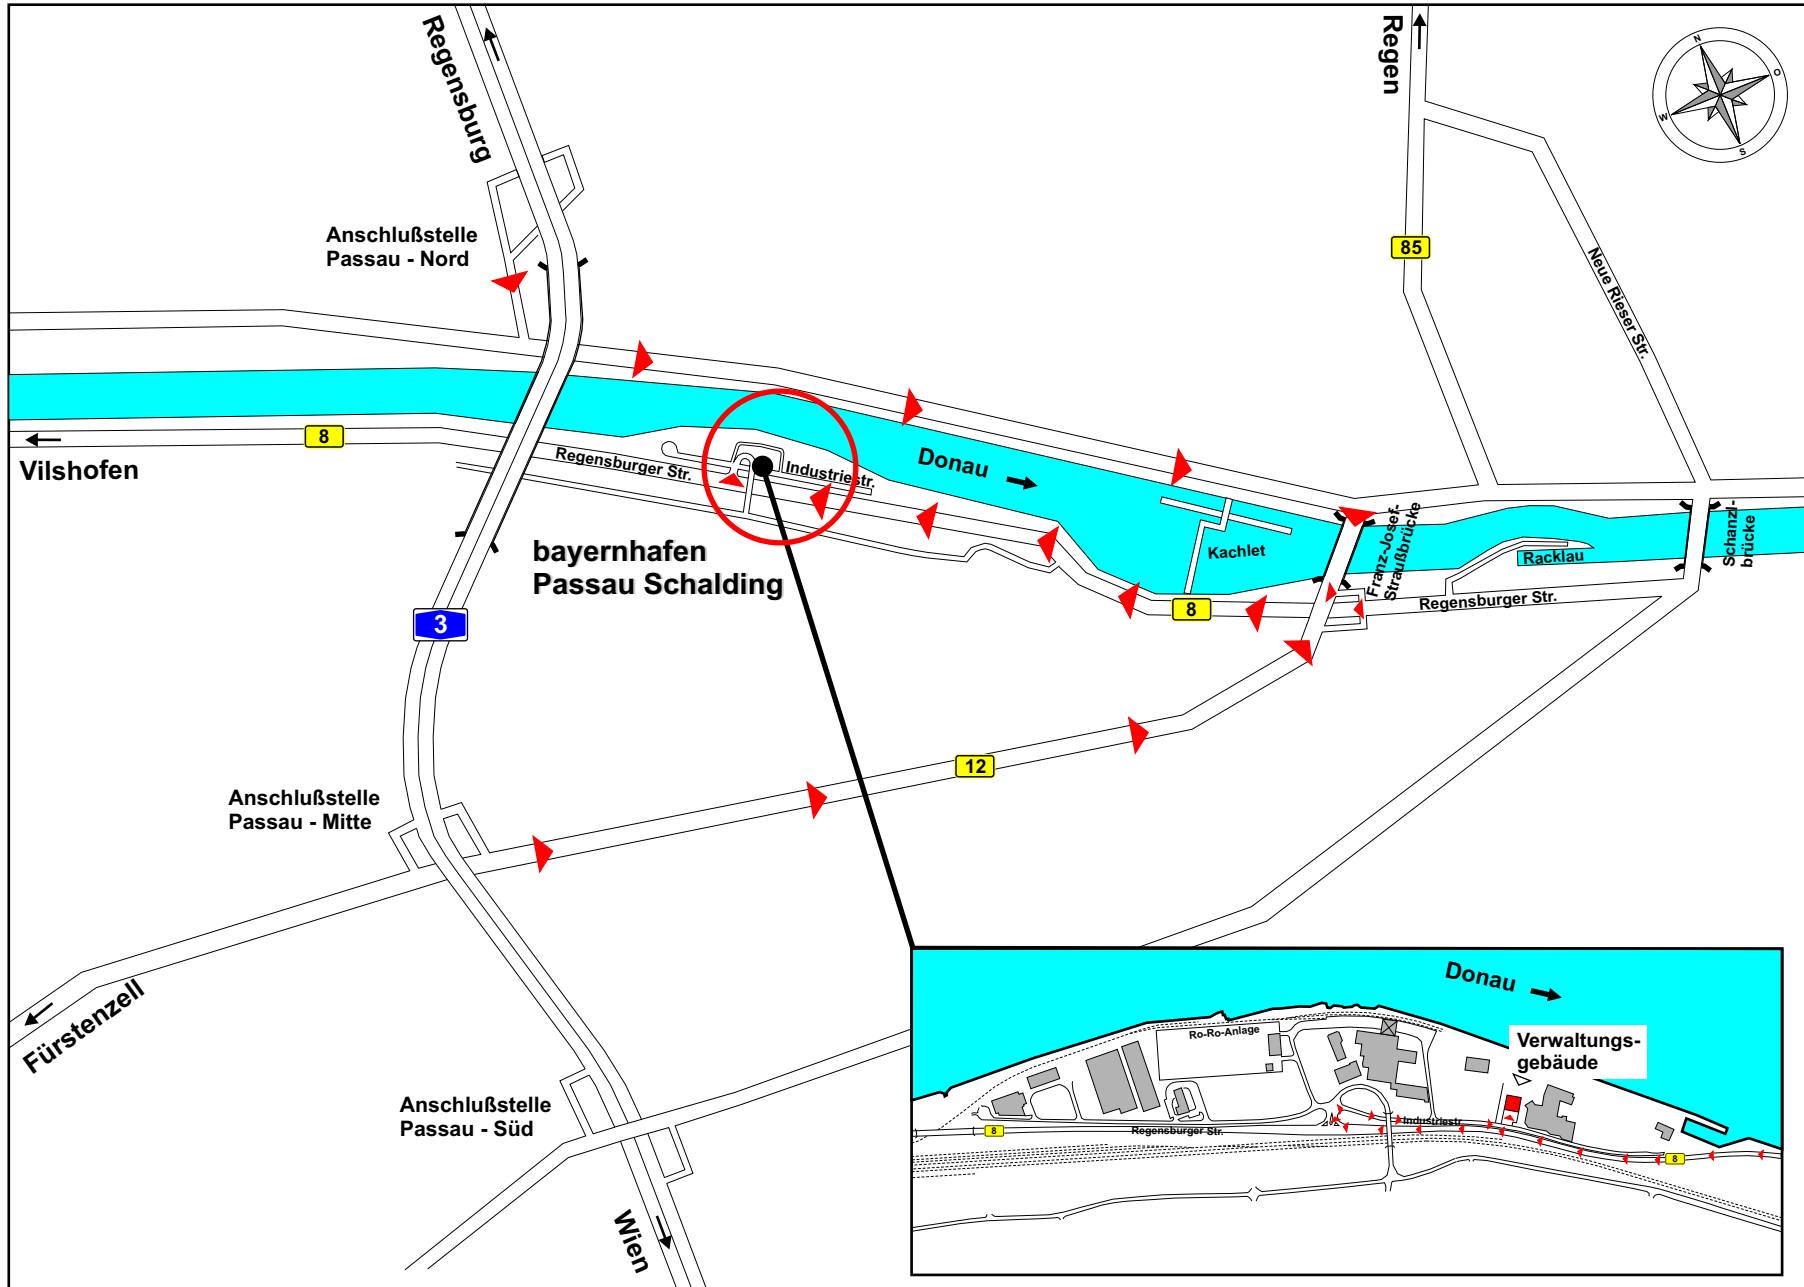 Regensburg
Regen
N
O
W
S
Anschlußstelle
Passau - Nord
85
Neue Rieser Str.
8
Vilshofen
Regensburger Str.
Industriestr.
Donau
bayernhafen
Passau Schalding
Kachlet
Franz-Josef-
Straußbrücke
Racklau
Schanzl-
brücke
8
Regensburger Str.
3
12
Anschlußstelle
Passau - Mitte
Fürstenzell
Anschlußstelle
Passau - Süd
Wien
Donau
Ro-Ro-Anlage
Verwaltungs-
gebäude
8
Regensburger Str.
Industriestr.
8